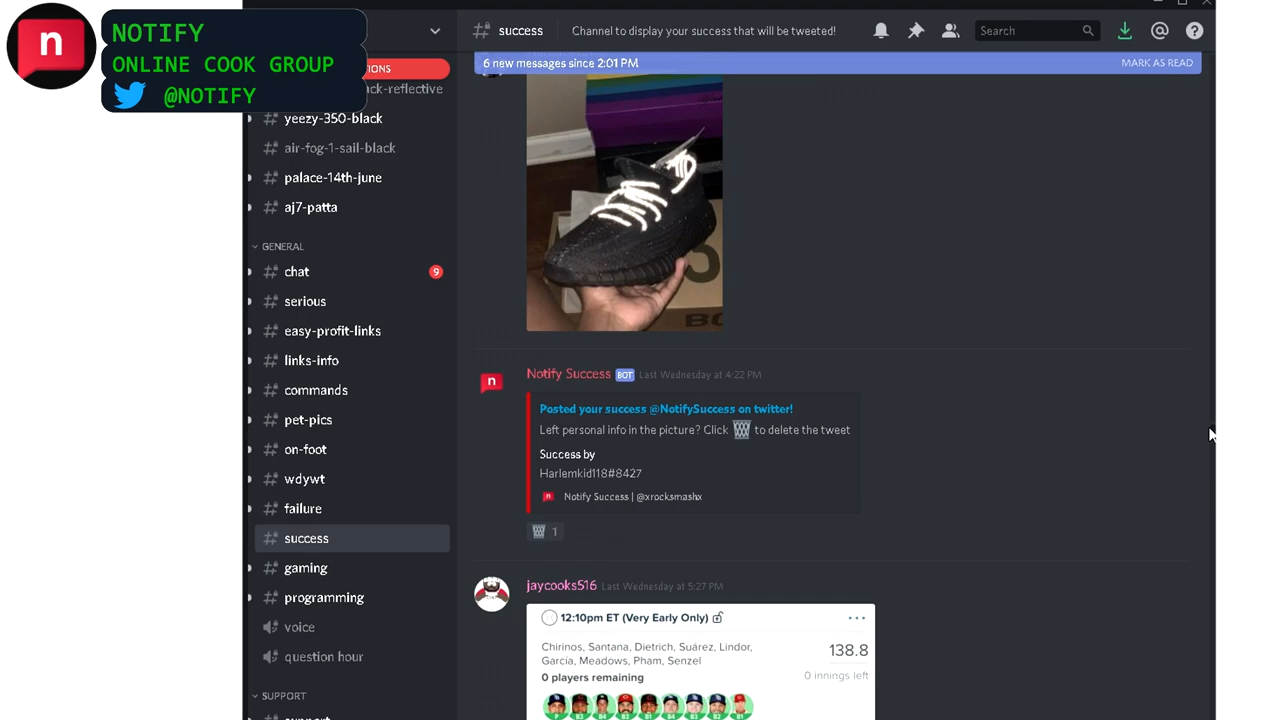 n
NOTIFY
ONLINE COOK GROUP
@NOTIFY
IONS
ck-reflective
yeezy-350-black
air-fog-1-sail-black
palace-14th-june
aj7-patta
GENERAL
chat 9
serious
easy-profit-links
links-info
commands
pet-pics
on-foot
wdywt
failure
success
gaming
programming
voice
question hour
SUPPORT
success Channel to display your success that will be tweeted! Search
6 new messages since 2:01 PM MARK AS READ
Notify Success BOT Last Wednesday at 4:22 PM
Posted your success @NotifySuccess on twitter!
Left personal info in the picture? Click to delete the tweet
Success by
Harlemkid118#8427
Notify Success | @xrocksmashx
1
jaycooks516 Last Wednesday at 5:27 PM
12:10pm ET (Very Early Only)
Chirinos, Santana, Dietrich, Suárez, Lindor, 138.8
García, Meadows, Pham, Senzel 0 innings left
0 players remaining